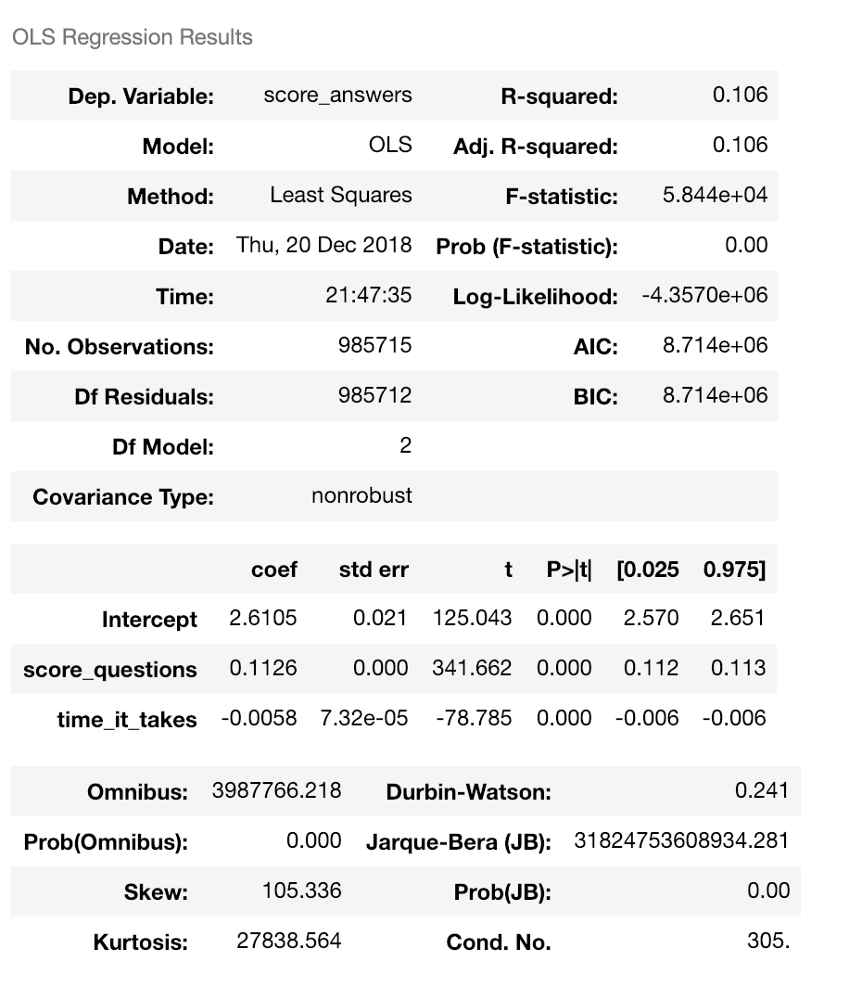 OLS Regression Results
Dep. Variable: score_answers R-squared: 0.106
Model: OLS Adj. R-squared: 0.106
Method: Least Squares F-statistic: 5.844e+04
Date: Thu, 20 Dec 2018 Prob (F-statistic): 0.00
Time: 21:47:35 Log-Likelihood: -4.3570e+06
No. Observations: 985715 AIC: 8.714e+06
Df Residuals: 985712 BIC: 8.714e+06
Df Model: 2
Covariance Type: nonrobust
coef std err t P>|t| [0.025 0.975]
Intercept 2.6105 0.021 125.043 0.000 2.570 2.651
score_questions 0.1126 0.000 341.662 0.000 0.112 0.113
time_it_takes -0.0058 7.32e-05 -78.785 0.000 -0.006 -0.006
Omnibus: 3987766.218 Durbin-Watson: 0.241
Prob(Omnibus): 0.000 Jarque-Bera (JB): 31824753608934.281
Skew: 105.336 Prob(JB): 0.00
Kurtosis: 27838.564 Cond. No. 305.